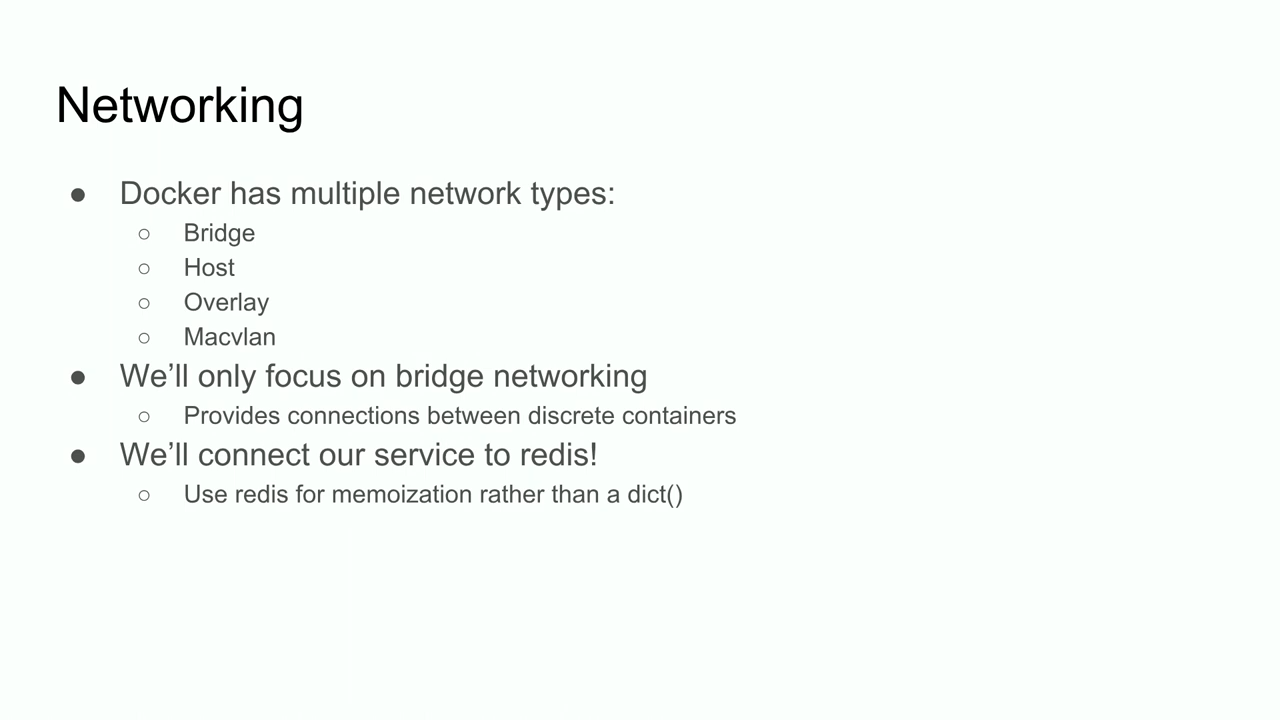 Networking
● Docker has multiple network types:
○ Bridge
○ Host
○ Overlay
○ Macvlan
● We’ll only focus on bridge networking
○ Provides connections between discrete containers
● We’ll connect our service to redis!
○ Use redis for memoization rather than a dict()